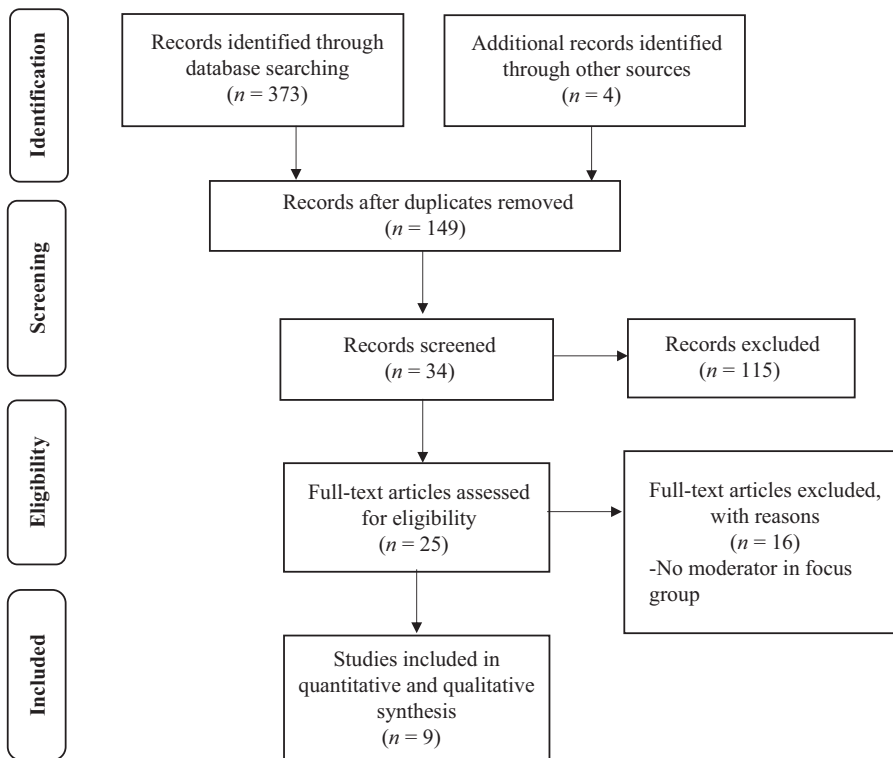 Identification
Records identified through
database searching
(n = 373)
Additional records identified
through other sources
(n = 4)
Records after duplicates removed
(n = 149)
Screening
Records screened
(n = 34)
Records excluded
(n = 115)
Eligibility
Full-text articles assessed
for eligibility
(n = 25)
Full-text articles excluded,
with reasons
(n = 16)
-No moderator in focus
group
Included
Studies included in
quantitative and qualitative
synthesis
(n = 9)